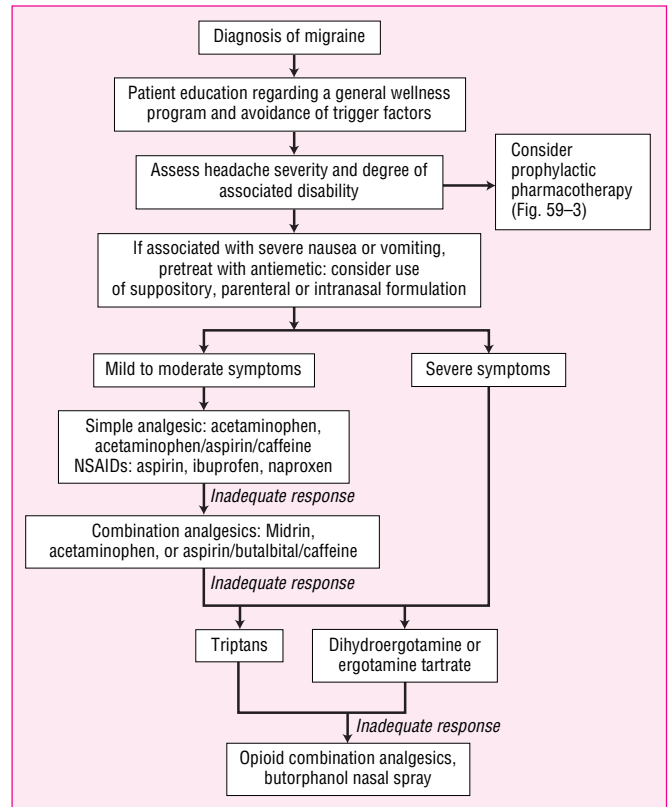 Diagnosis of migraine
Patient education regarding a general wellness
program and avoidance of trigger factors
Assess headache severity and degree of
associated disability
Consider
prophylactic
pharmacotherapy
(Fig. 59–3)
If associated with severe nausea or vomiting,
pretreat with antiemetic: consider use
of suppository, parenteral or intranasal formulation
Mild to moderate symptoms
Severe symptoms
Simple analgesic: acetaminophen,
acetaminophen/aspirin/caffeine
NSAIDs: aspirin, ibuprofen, naproxen
Inadequate response
Combination analgesics: Midrin,
acetaminophen, or aspirin/butalbital/caffeine
Inadequate response
Triptans
Dihydroergotamine or
ergotamine tartrate
Inadequate response
Opioid combination analgesics,
butorphanol nasal spray